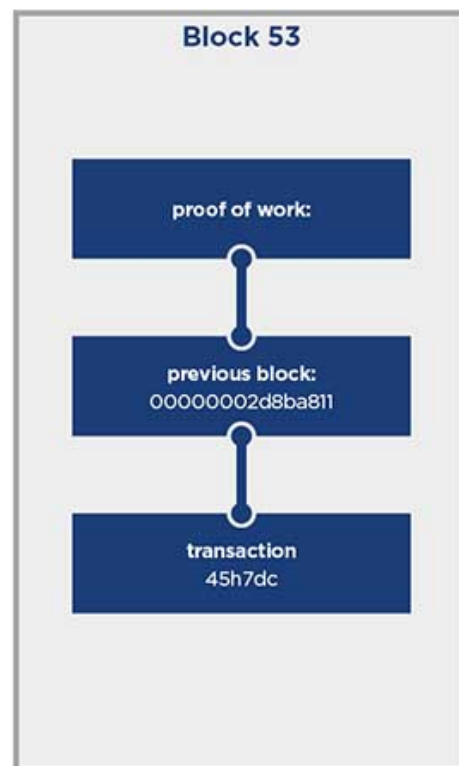 Block 53
proof of work:
previous block:
00000002d8ba811
transaction
45h7dc